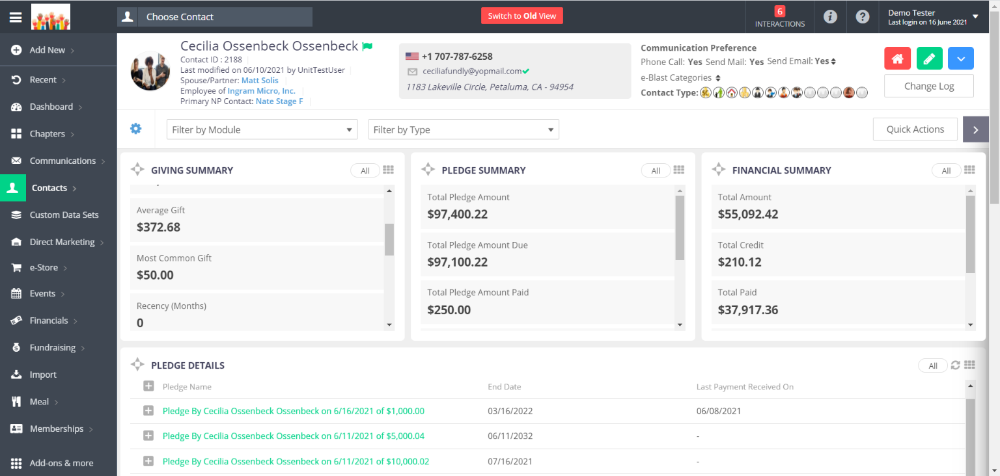 Choose Contact
Switch to Old View
6
INTERACTIONS
Demo Tester
Last login on 16 June 2021
Add New
Recent
Dashboard
Chapters
Communications
Contacts
Custom Data Sets
Direct Marketing
e-Store
Events
Financials
Fundraising
Import
Meal
Memberships
Add-ons & more
Cecilia Ossenbeck Ossenbeck
Contact ID : 2188
Last modified on 06/10/2021 by UnitTestUser
Spouse/Partner: Matt Solis
Employee of Ingram Micro, Inc.
Primary NP Contact: Nate Stage F
+1 707-787-6258
ceciliafundly@yopmail.com
1183 Lakeville Circle, Petaluma, CA - 94954
Communication Preference
Phone Call: Yes Send Mail: Yes Send Email: Yes
e-Blast Categories
Contact Type:
Change Log
Filter by Module
Filter by Type
Quick Actions
GIVING SUMMARY
All
Average Gift
$372.68
Most Common Gift
$50.00
Recency (Months)
0
PLEDGE SUMMARY
All
Total Pledge Amount
$97,400.22
Total Pledge Amount Due
$97,100.22
Total Pledge Amount Paid
$250.00
FINANCIAL SUMMARY
All
Total Amount
$55,092.42
Total Credit
$210.12
Total Paid
$37,917.36
PLEDGE DETAILS
All
Pledge Name End Date Last Payment Received On
Pledge By Cecilia Ossenbeck Ossenbeck on 6/16/2021 of $1,000.00 03/16/2022 06/08/2021
Pledge By Cecilia Ossenbeck Ossenbeck on 6/11/2021 of $5,000.04 06/11/2032 -
Pledge By Cecilia Ossenbeck Ossenbeck on 6/11/2021 of $10,000.02 07/16/2021 -